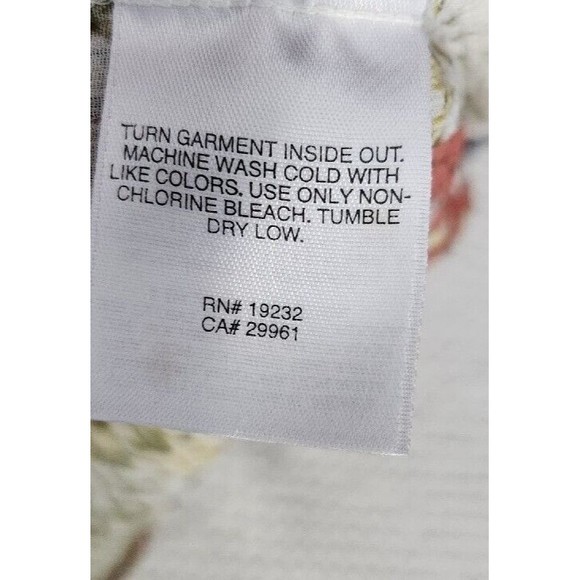 TURN GARMENT INSIDE OUT.
MACHINE WASH COLD WITH
LIKE COLORS. USE ONLY NON-
CHLORINE BLEACH. TUMBLE
DRY LOW.
RN# 19232
CA# 29961